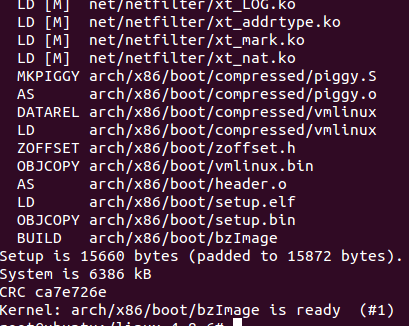 LD [M] net/netfilter/xt_LOG.ko
LD [M] net/netfilter/xt_addrtype.ko
LD [M] net/netfilter/xt_mark.ko
LD [M] net/netfilter/xt_nat.ko
MKPIGGY arch/x86/boot/compressed/piggy.S
AS arch/x86/boot/compressed/piggy.o
DATAREL arch/x86/boot/compressed/vmlinux
LD arch/x86/boot/compressed/vmlinux
ZOFFSET arch/x86/boot/zoffset.h
OBJCOPY arch/x86/boot/vmlinux.bin
AS arch/x86/boot/header.o
LD arch/x86/boot/setup.elf
OBJCOPY arch/x86/boot/setup.bin
BUILD arch/x86/boot/bzImage
Setup is 15660 bytes (padded to 15872 bytes).
System is 6386 kB
CRC ca7e726e
Kernel: arch/x86/boot/bzImage is ready (#1)